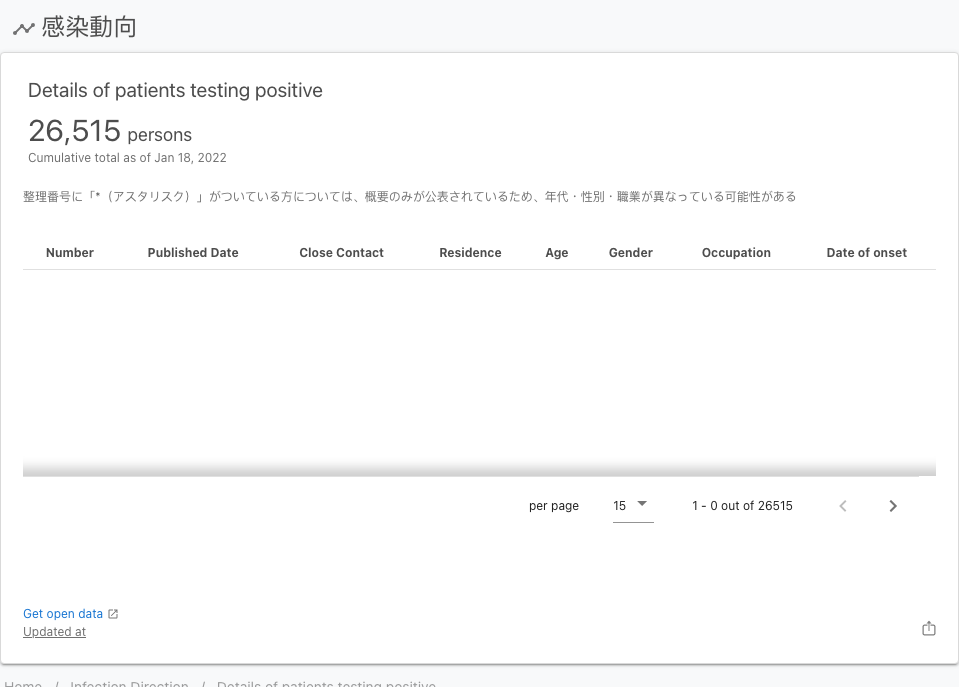 感染動向
Details of patients testing positive
26,515 persons
Cumulative total as of Jan 18, 2022
整理番号に「*（アスタリスク）」がついている方については、概要のみが公表されているため、年代・性別・職業が異なっている可能性がある
Number Published Date Close Contact Residence Age Gender Occupation Date of onset
per page 15 1 - 0 out of 26515
Get open data
Updated at
Home / Infection Direction / Details of patients testing positive